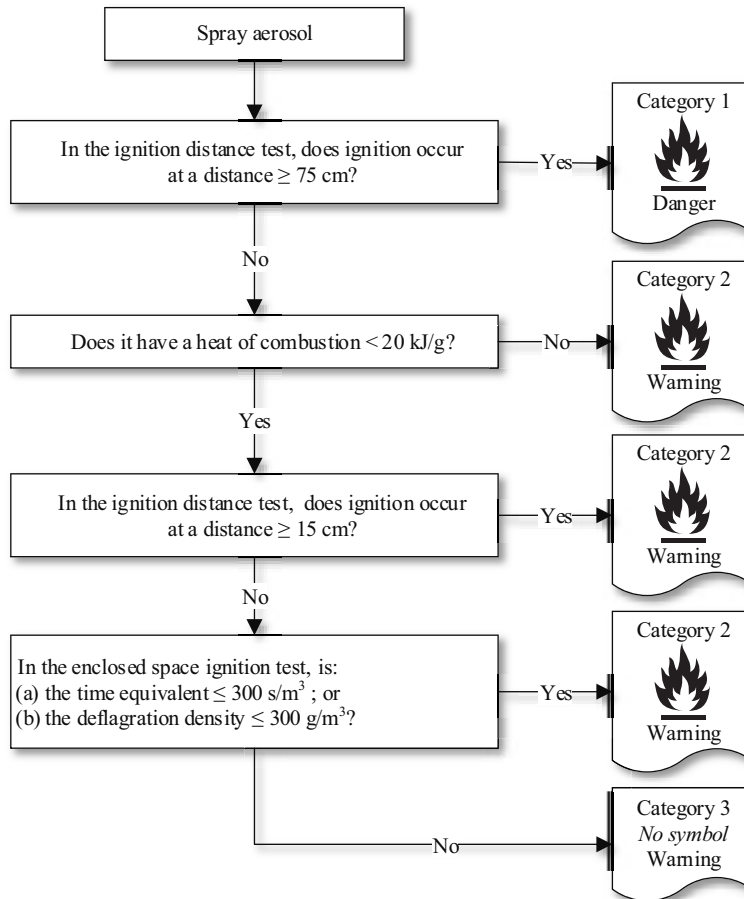 Spray aerosol
In the ignition distance test, does ignition occur
at a distance ≥ 75 cm?
Yes
Category 1
Danger
No
Does it have a heat of combustion < 20 kJ/g?
No
Category 2
Warning
Yes
In the ignition distance test, does ignition occur
at a distance ≥ 15 cm?
Yes
Category 2
Warning
No
In the enclosed space ignition test, is:
(a) the time equivalent ≤ 300 s/m³ ; or
(b) the deflagration density ≤ 300 g/m³?
Yes
Category 2
Warning
No
Category 3
No symbol
Warning